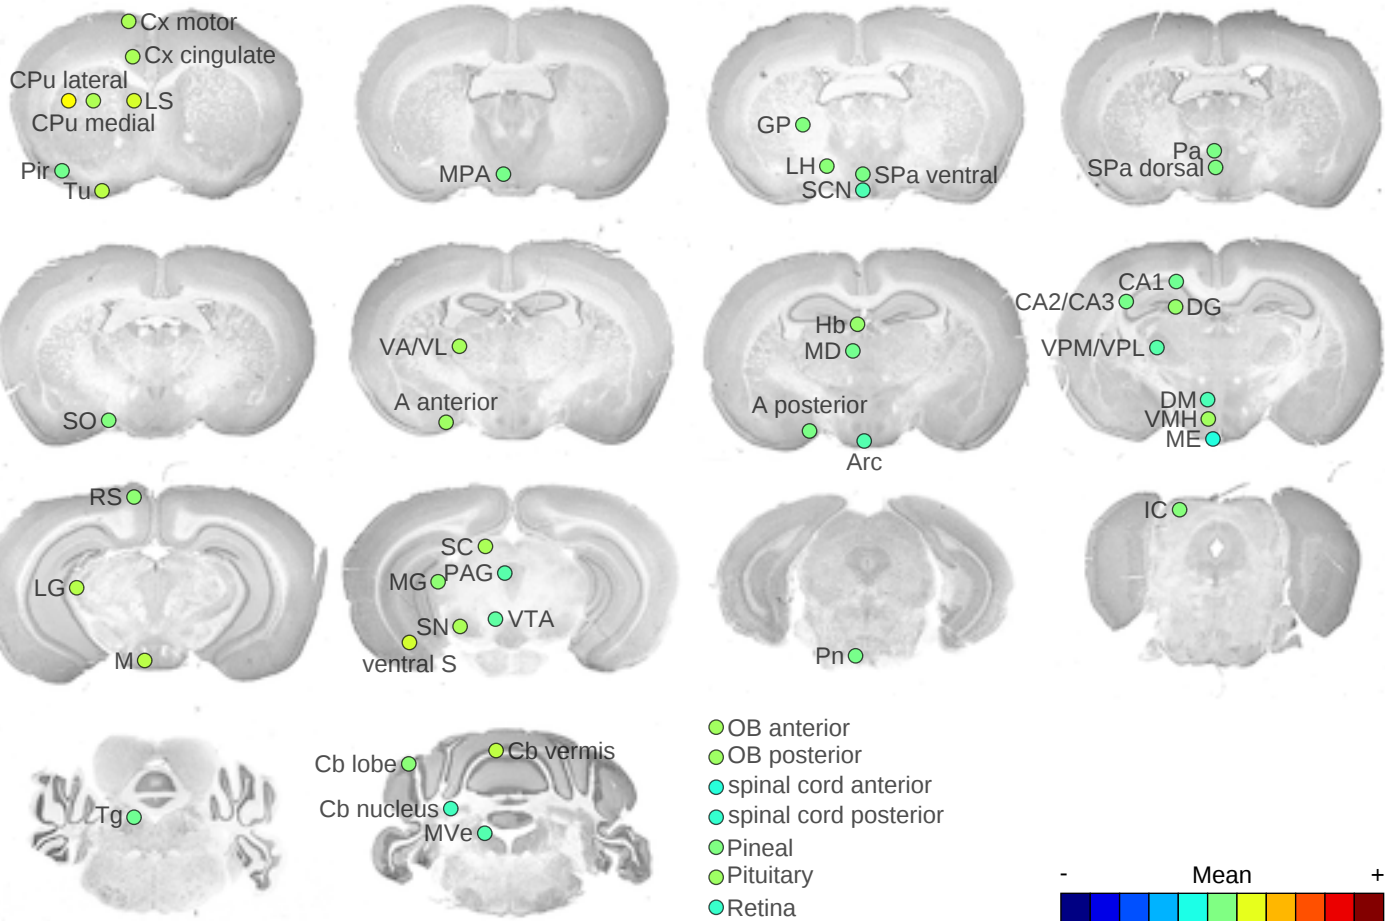 Cx motor
Cx cingulate
CPu lateral
LS
CPu medial
Pir
Tu
MPA
GP
LH
SPa ventral
SCN
Pa
SPa dorsal
SO
VA/VL
A anterior
Hb
MD
A posterior
Arc
CA1
CA2/CA3
DG
VPM/VPL
DM
VMH
ME
RS
LG
M
SC
MG
PAG
SN
VTA
ventral S
Pn
IC
Tg
Cb lobe
Cb vermis
Cb nucleus
MVe
OB anterior
OB posterior
spinal cord anterior
spinal cord posterior
Pineal
Pituitary
Retina
- Mean +